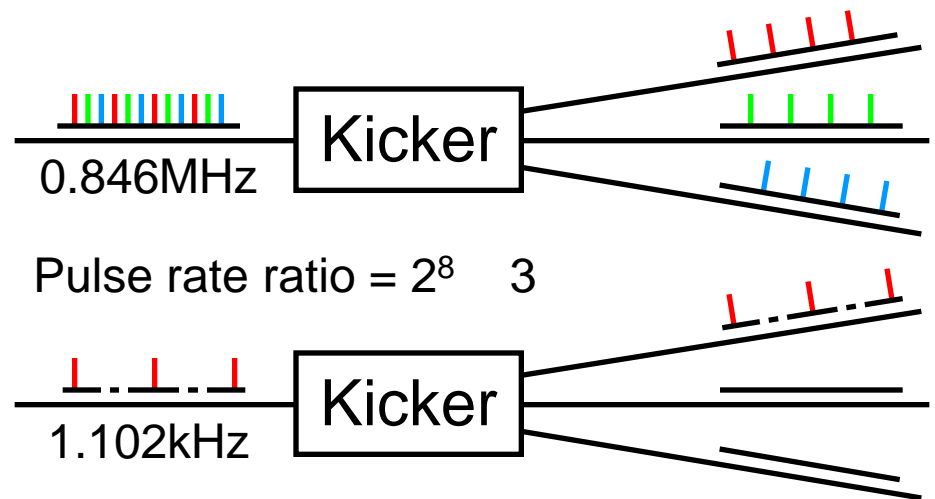 Kicker
0.846MHz
Pulse rate ratio = 2⁸ 3
Kicker
1.102kHz